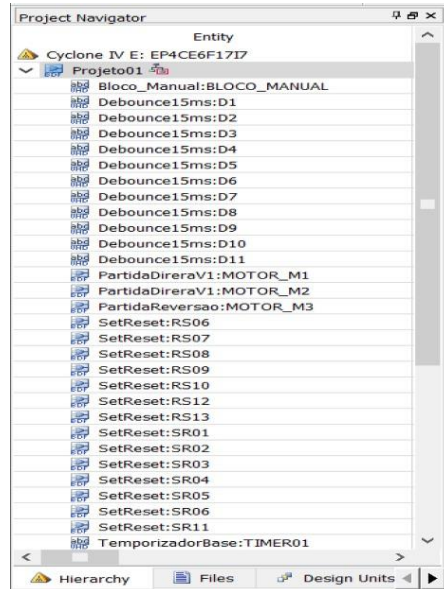 Project Navigator
Entity
Cyclone IV E: EP4CE6F17I7
Projeto01
Bloco_Manual:BLOCO_MANUAL
Debounce15ms:D1
Debounce15ms:D2
Debounce15ms:D3
Debounce15ms:D4
Debounce15ms:D5
Debounce15ms:D6
Debounce15ms:D7
Debounce15ms:D8
Debounce15ms:D9
Debounce15ms:D10
Debounce15ms:D11
PartidaDireraV1:MOTOR_M1
PartidaDireraV1:MOTOR_M2
PartidaReversao:MOTOR_M3
SetReset:RS06
SetReset:RS07
SetReset:RS08
SetReset:RS09
SetReset:RS10
SetReset:RS12
SetReset:RS13
SetReset:SR01
SetReset:SR02
SetReset:SR03
SetReset:SR04
SetReset:SR05
SetReset:SR06
SetReset:SR11
TemporizadorBase:TIMER01
Hierarchy Files Design Units